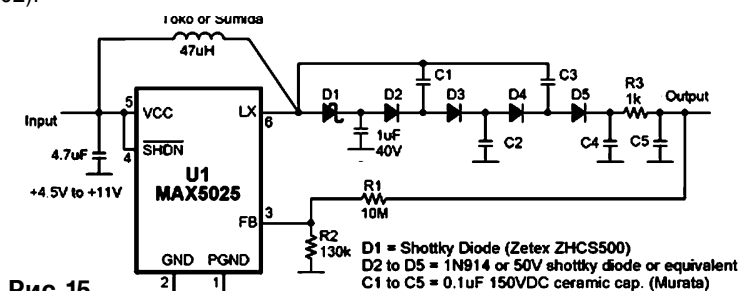 02).
Toko or Sumida
47uH
C1
C3
D1
D2
D3
D4
D5
R3
1k
Output
Input
5
VCC
LX
6
1uF
40V
C2
C4
C5
4.7uF
4
SHDN
+4.5V to +11V
U1
MAX5025
R1
10M
FB
3
R2
130k
GND
PGND
2
1
D1 = Shottky Diode (Zetex ZHCS500)
D2 to D5 = 1N914 or 50V shottky diode or equivalent
C1 to C5 = 0.1uF 150VDC ceramic cap. (Murata)
Рис 15